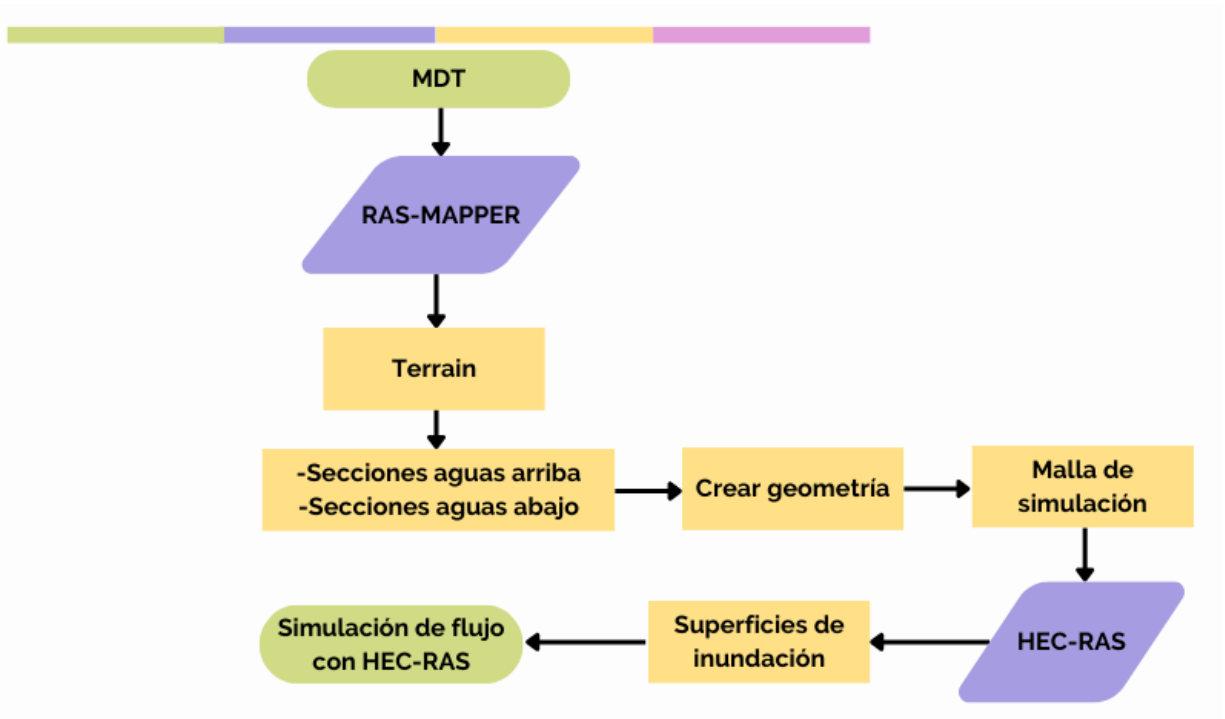 MDT
RAS-MAPPER
Terrain
-Secciones aguas arriba
-Secciones aguas abajo
Crear geometría
Malla de
simulación
HEC-RAS
Superficies de
inundación
Simulación de flujo
con HEC-RAS